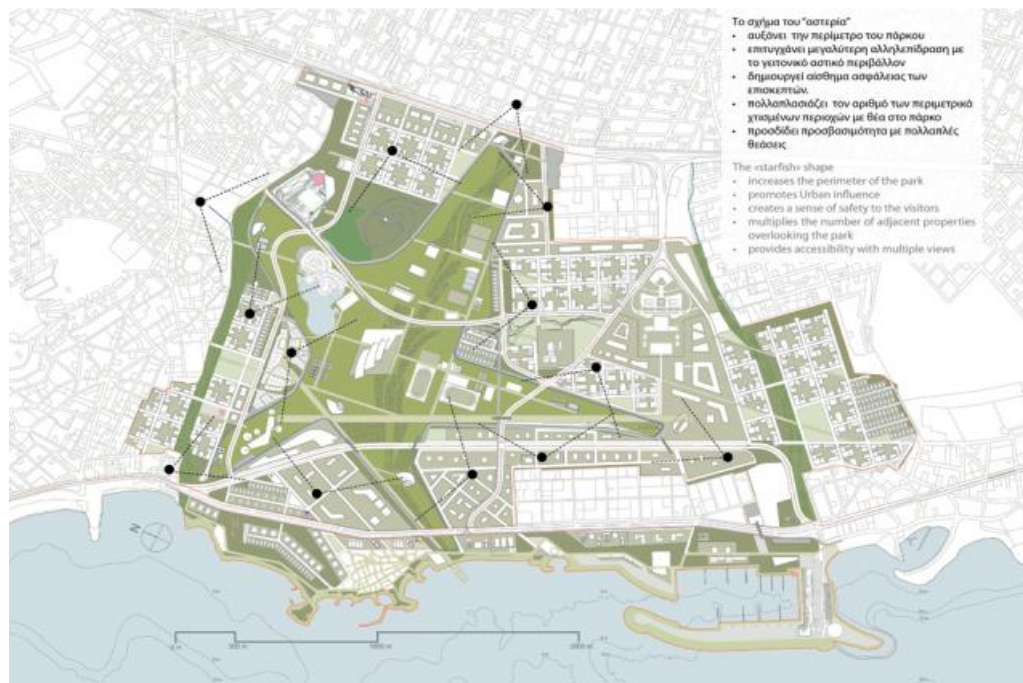 Το σχήμα του "αστερία"
• αυξάνει την περίμετρο του πάρκου
• επιτυγχάνει μεγαλύτερη αλληλεπίδραση με
το γειτονικό αστικό περιβάλλον
• δημιουργεί αίσθημα ασφάλειας των
επισκεπτών.
• πολλαπλασιάζει τον αριθμό των περιμετρικά
χτισμένων περιοχών με θέα στο πάρκο
• προσδίδει προσβασιμότητα με πολλαπλές
θεάσεις
The «starfish» shape
• increases the perimeter of the park
• promotes Urban influence
• creates a sense of safety to the visitors
• multiplies the number of adjacent properties
overlooking the park
• provides accessibility with multiple views
N
0 m
1000 m